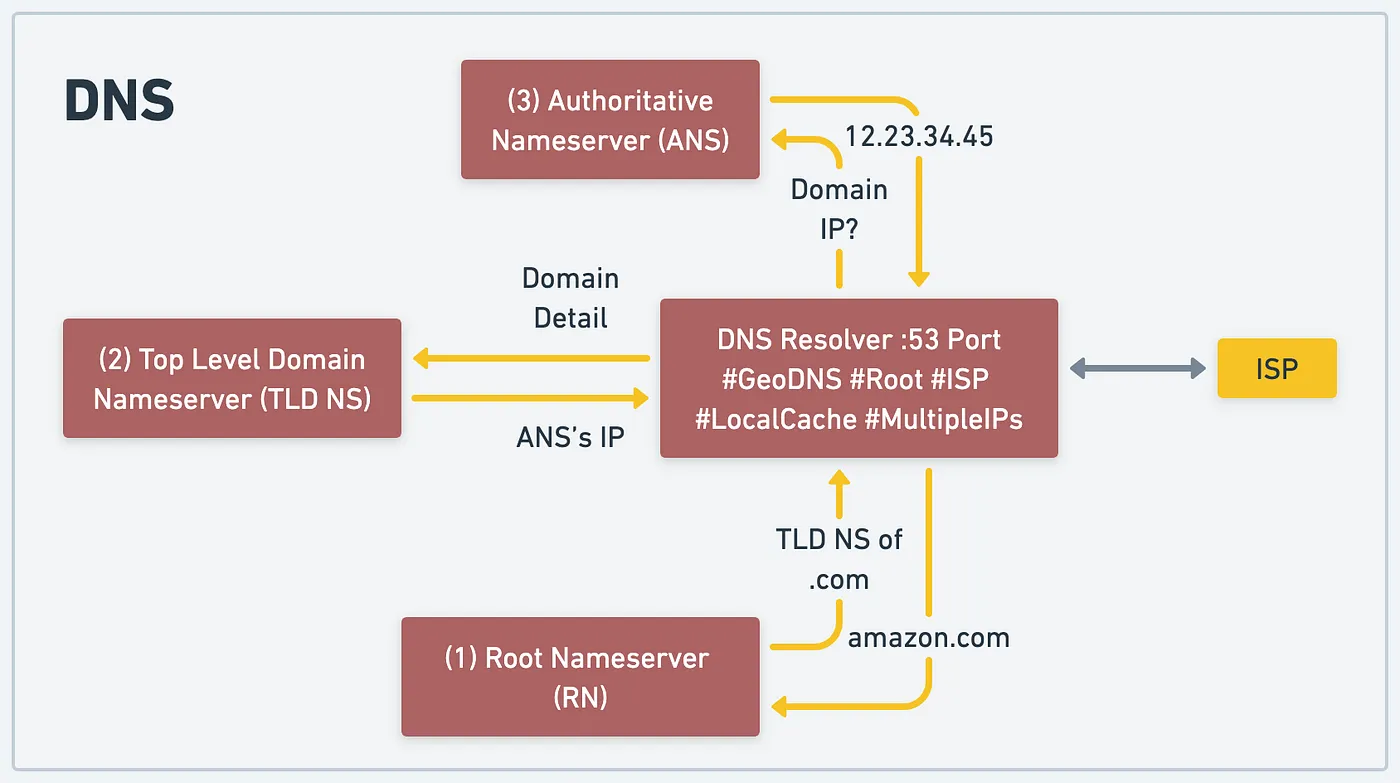 DNS
(3) Authoritative
Nameserver (ANS)
12.23.34.45
Domain
IP?
Domain
Detail
(2) Top Level Domain
Nameserver (TLD NS)
ANS’s IP
DNS Resolver :53 Port
#GeoDNS #Root #ISP
#LocalCache #MultipleIPs
ISP
TLD NS of
.com
amazon.com
(1) Root Nameserver
(RN)